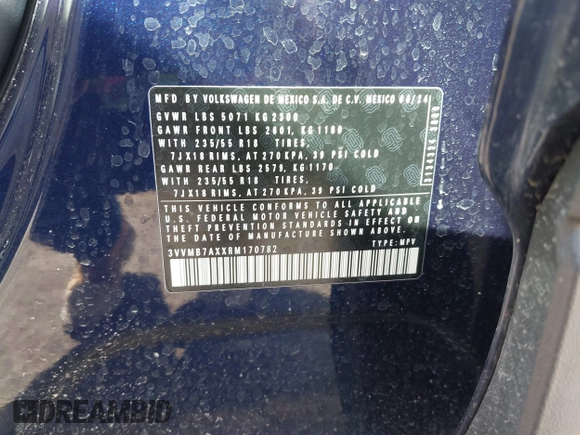 MFD BY VOLKSWAGEN DE MEXICO S.A. DE C.V. MEXICO 08/24
GVWR LBS 5071 KG 2300
GAWR FRONT LBS 2601, KG 1180
WITH 235/55 R18 TIRES,
7JX18 RIMS, AT 270 KPA, 39 PSI COLD
GAWR REAR LBS 2579, KG 1170,
WITH 235/55 R18 TIRES,
7JX18 RIMS, AT 270 KPA, 39 PSI COLD
THIS VEHICLE CONFORMS TO ALL APPLICABLE
U.S. FEDERAL MOTOR VEHICLE SAFETY AND
THEFT PREVENTION STANDARDS IN EFFECT ON
THE DATE OF MANUFACTURE SHOWN ABOVE.
3VVMB7AXXRM170782 TYPE: MPV
DREAMBID